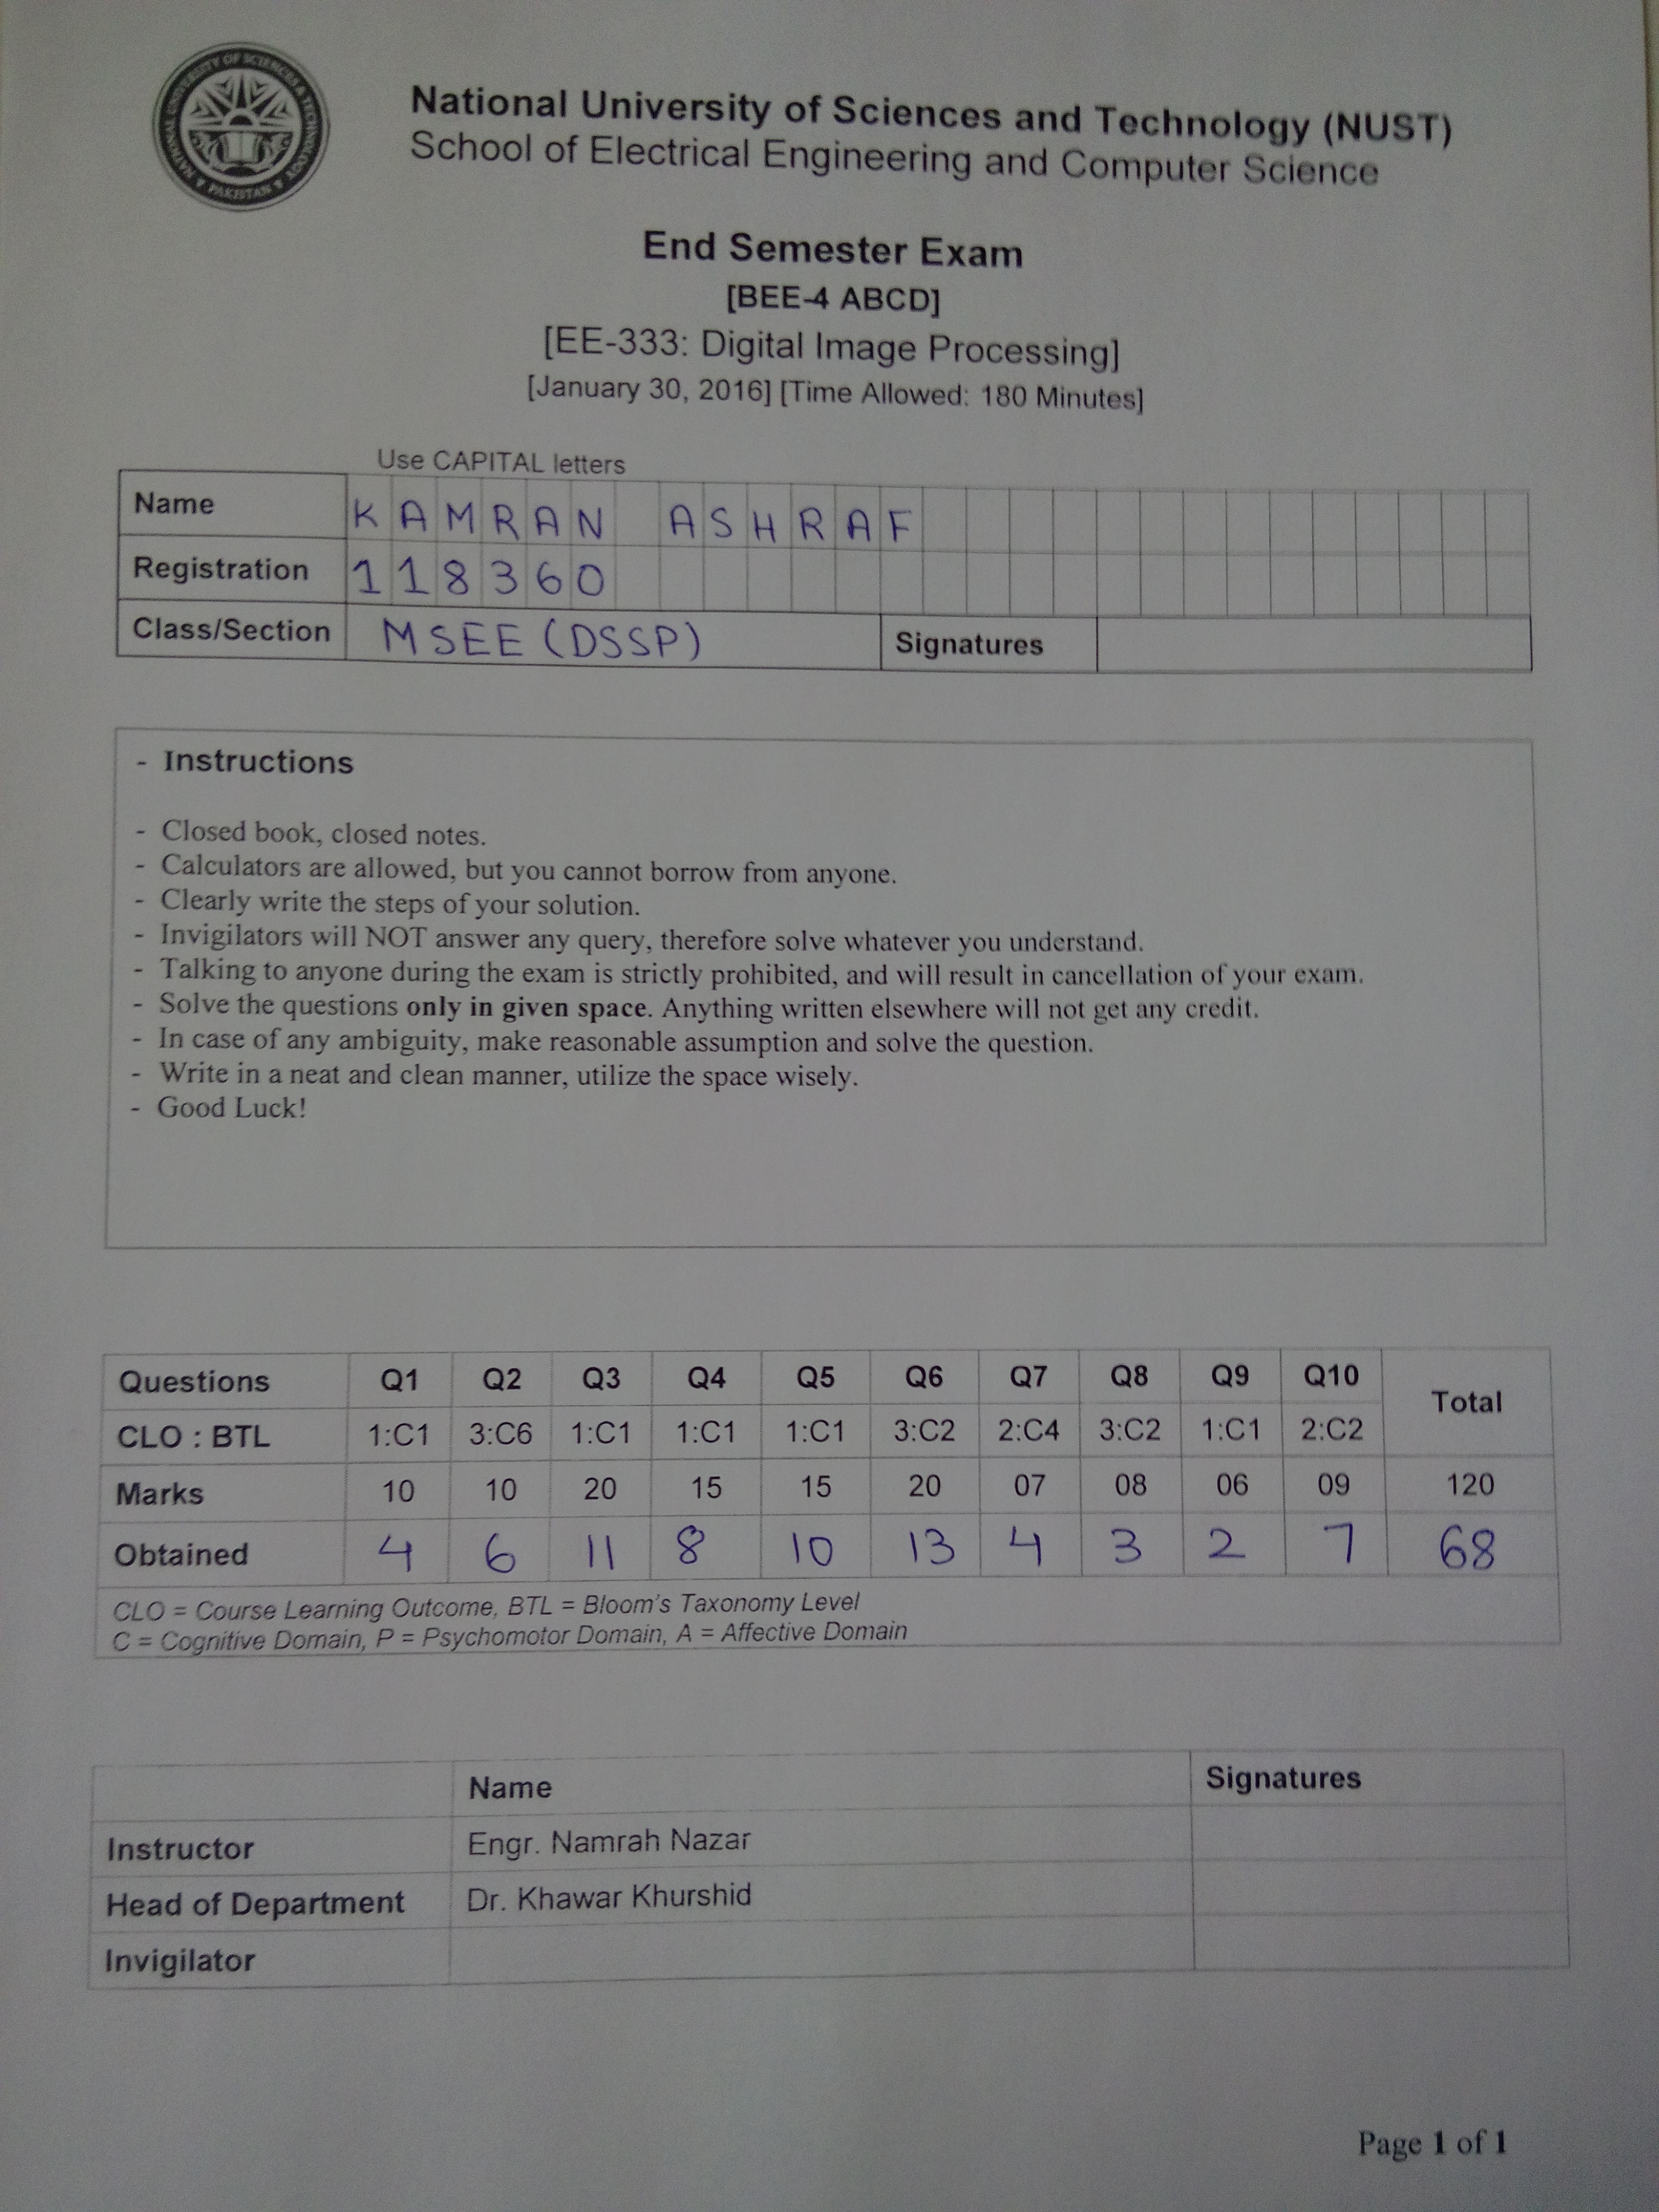 NATIONAL UNIVERSITY OF SCIENCES & TECHNOLOGY
PAKISTAN
National University of Sciences and Technology (NUST)
School of Electrical Engineering and Computer Science
End Semester Exam
[BEE-4 ABCD]
[EE-333: Digital Image Processing]
[January 30, 2016] [Time Allowed: 180 Minutes]
Use CAPITAL letters
Name KAMRAN ASHRAF
Registration 118360
Class/Section MSEE (DSSP) Signatures
- Instructions
- Closed book, closed notes.
- Calculators are allowed, but you cannot borrow from anyone.
- Clearly write the steps of your solution.
- Invigilators will NOT answer any query, therefore solve whatever you understand.
- Talking to anyone during the exam is strictly prohibited, and will result in cancellation of your exam.
- Solve the questions only in given space. Anything written elsewhere will not get any credit.
- In case of any ambiguity, make reasonable assumption and solve the question.
- Write in a neat and clean manner, utilize the space wisely.
- Good Luck!
Questions Q1 Q2 Q3 Q4 Q5 Q6 Q7 Q8 Q9 Q10 Total
CLO : BTL 1:C1 3:C6 1:C1 1:C1 1:C1 3:C2 2:C4 3:C2 1:C1 2:C2
Marks 10 10 20 15 15 20 07 08 06 09 120
Obtained 4 6 11 8 10 13 4 3 2 7 68
CLO = Course Learning Outcome, BTL = Bloom's Taxonomy Level
C = Cognitive Domain, P = Psychomotor Domain, A = Affective Domain
Name Signatures
Instructor Engr. Namrah Nazar
Head of Department Dr. Khawar Khurshid
Invigilator
Page 1 of 1